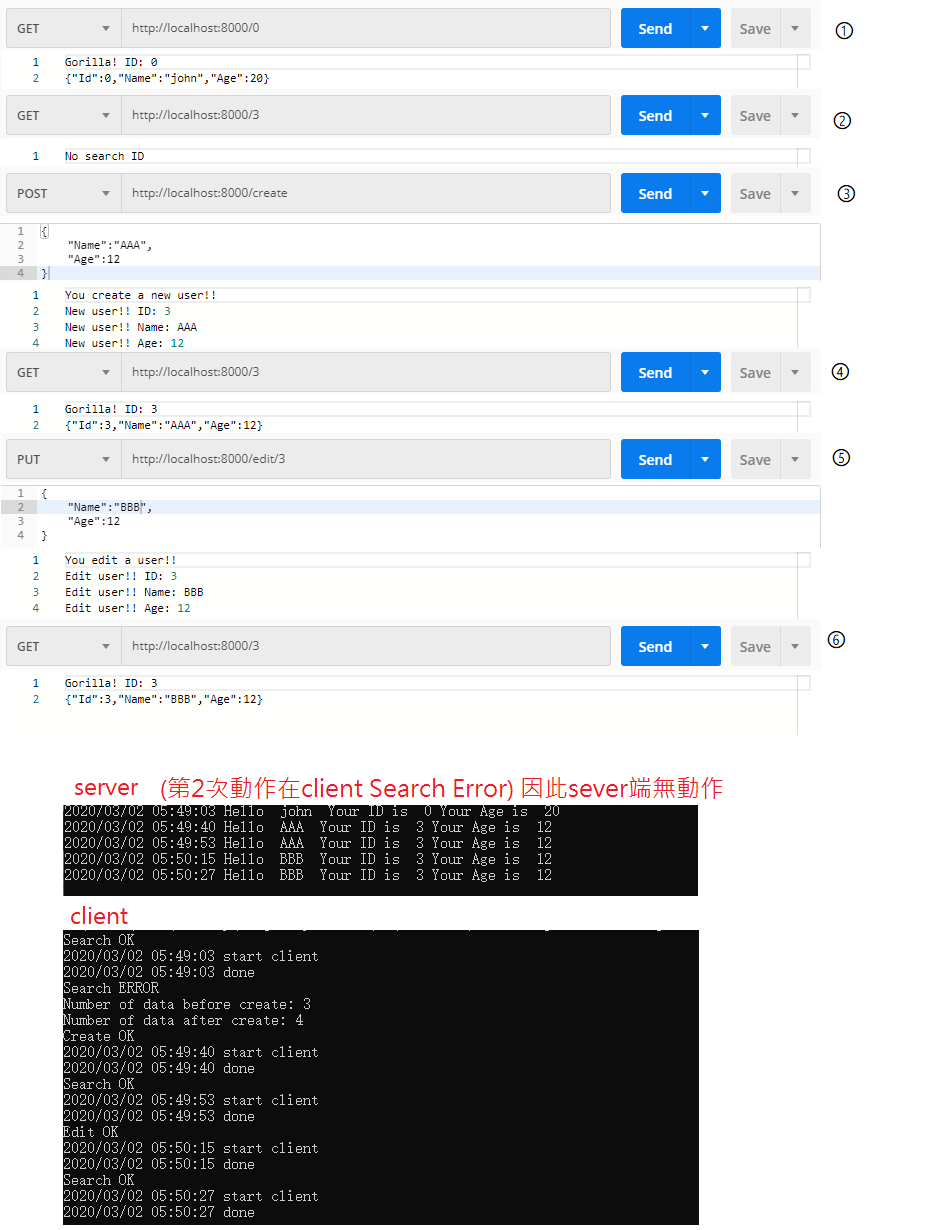 GET http://localhost:8000/0 Send Save ①
1 Gorilla! ID: 0
2 {"Id":0,"Name":"john","Age":20}
GET http://localhost:8000/3 Send Save ②
1 No search ID
POST http://localhost:8000/create Send Save ③
1 {
2 "Name":"AAA",
3 "Age":12
4 }
1 You create a new user!!
2 New user!! ID: 3
3 New user!! Name: AAA
4 New user!! Age: 12
GET http://localhost:8000/3 Send Save ④
1 Gorilla! ID: 3
2 {"Id":3,"Name":"AAA","Age":12}
PUT http://localhost:8000/edit/3 Send Save ⑤
1 {
2 "Name":"BBB",
3 "Age":12
4 }
1 You edit a user!!
2 Edit user!! ID: 3
3 Edit user!! Name: BBB
4 Edit user!! Age: 12
GET http://localhost:8000/3 Send Save ⑥
1 Gorilla! ID: 3
2 {"Id":3,"Name":"BBB","Age":12}
server (第2次動作在client Search Error) 因此sever端無動作
2020/03/02 05:49:03 Hello john Your ID is 0 Your Age is 20
2020/03/02 05:49:40 Hello AAA Your ID is 3 Your Age is 12
2020/03/02 05:49:53 Hello AAA Your ID is 3 Your Age is 12
2020/03/02 05:50:15 Hello BBB Your ID is 3 Your Age is 12
2020/03/02 05:50:27 Hello BBB Your ID is 3 Your Age is 12
client
Search OK
2020/03/02 05:49:03 start client
2020/03/02 05:49:03 done
Search ERROR
Number of data before create: 3
Number of data after create: 4
Create OK
2020/03/02 05:49:40 start client
2020/03/02 05:49:40 done
Search OK
2020/03/02 05:49:53 start client
2020/03/02 05:49:53 done
Edit OK
2020/03/02 05:50:15 start client
2020/03/02 05:50:15 done
Search OK
2020/03/02 05:50:27 start client
2020/03/02 05:50:27 done